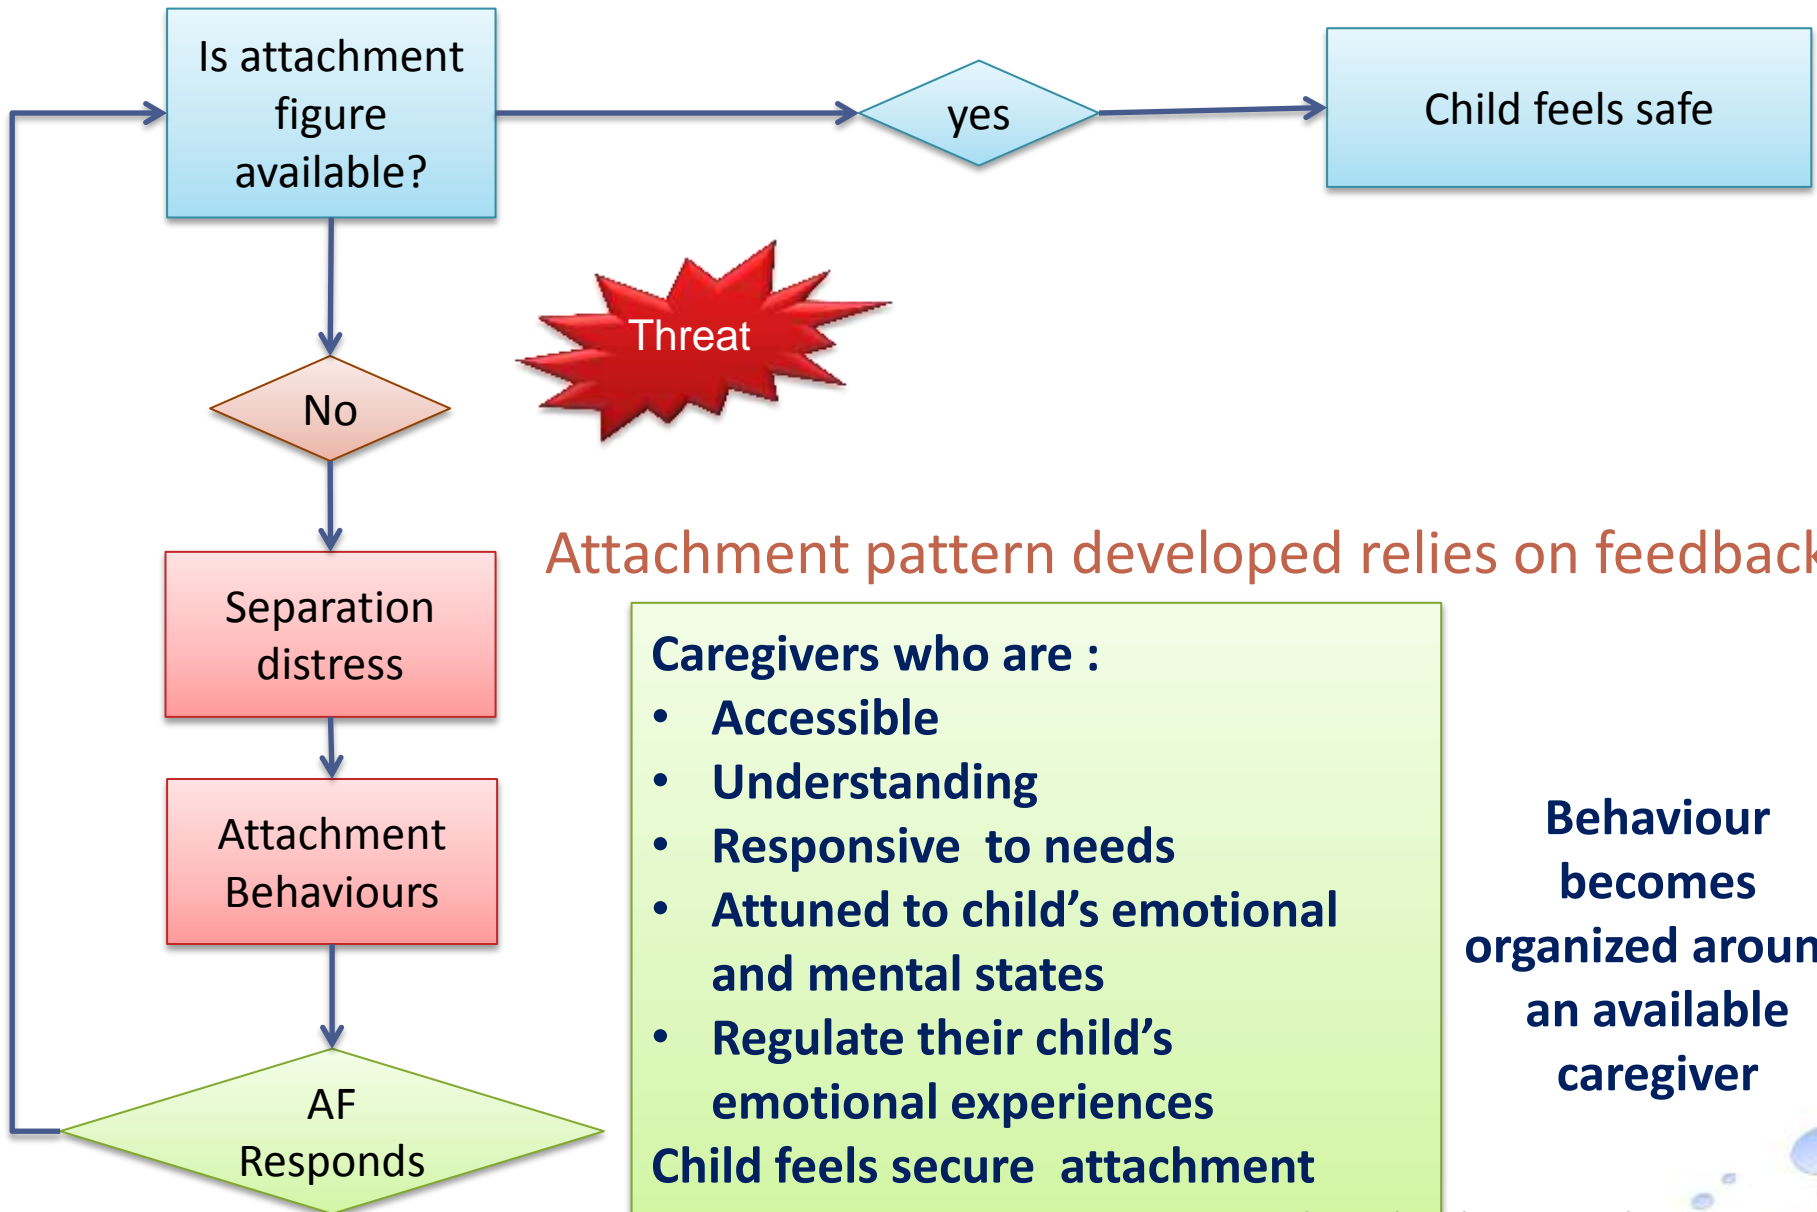 Is attachment
figure
available?
yes
Child feels safe
Threat
No
Attachment pattern developed relies on feedback
Separation
distress
Caregivers who are :
• Accessible
• Understanding
• Responsive to needs
• Attuned to child’s emotional
and mental states
• Regulate their child’s
emotional experiences
Child feels secure attachment
Attachment
Behaviours
Behaviour
becomes
organized aroun
an available
caregiver
AF
Responds